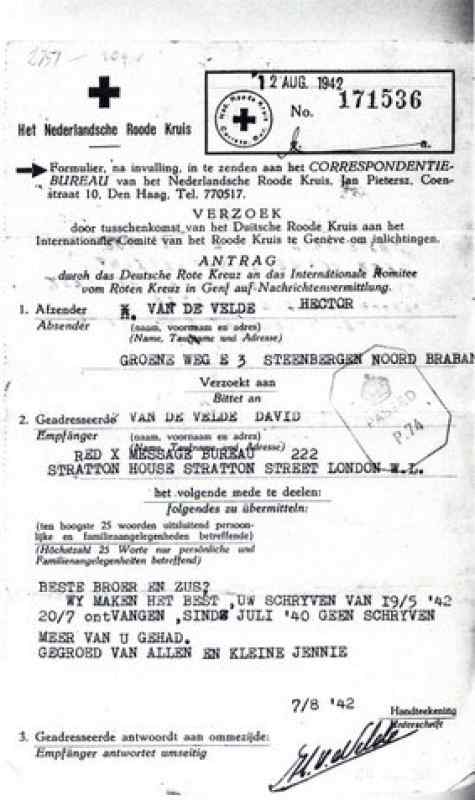 12 AUG. 1942
No. 171536
Het Nederlandsche Roode Kruis
Formulier, na invulling, in te zenden aan het CORRESPONDENTIE-
BUREAU van het Nederlandsche Roode Kruis, Jan Pietersz. Coen-
straat 10, Den Haag, Tel. 770517.
VERZOEK
door tusschenkomst van het Duitsche Roode Kruis aan het
Internationale Comité van het Roode Kruis te Genève om inlichtingen.
ANTRAG
durch das Deutsche Rote Kreuz an das Internationale Komitee
vom Roten Kreuz in Genf auf Nachrichtenvermittlung.
1. Afzender VAN DE VELDE HECTOR
Absender (naam, voornaam en adres)
(Name, Taufname und Adresse)
GROENE WEG E 3 STEENBERGEN NOORD BRABAN
Verzoekt aan
Bittet an
2. Geadresseerde VAN DE VELDE DAVID
Empfänger (naam, voornaam en adres)
(Name, Taufname und Adresse)
RED X MESSAGE BUREAU 222
STRATTON HOUSE STRATTON STREET LONDON W.1.
PASSED
P.74
het volgende mede te deelen:
folgendes zu übermitteln:
(ten hoogste 25 woorden uitsluitend persoon-
lijke en familieaangelegenheden betreffende)
(Höchstzahl 25 Worte nur persönliche und
Familienangelegenheiten betreffend)
BESTE BROER EN ZUS?
WY MAKEN HET BEST ,UW SCHRYVEN VAN I9/5 '42
20/7 ontVANGEN ,SINDS JULI '40 GEEN SCHRYVEN
MEER VAN U GEHAD.
GEGROED VAN ALLEN EN KLEINE JENNIE
7/8 '42
Handteekening
Unterschrift
3. Geadresseerde antwoordt aan ommezijde:
Empfänger antwortet umseitig
H. v. d. Velde